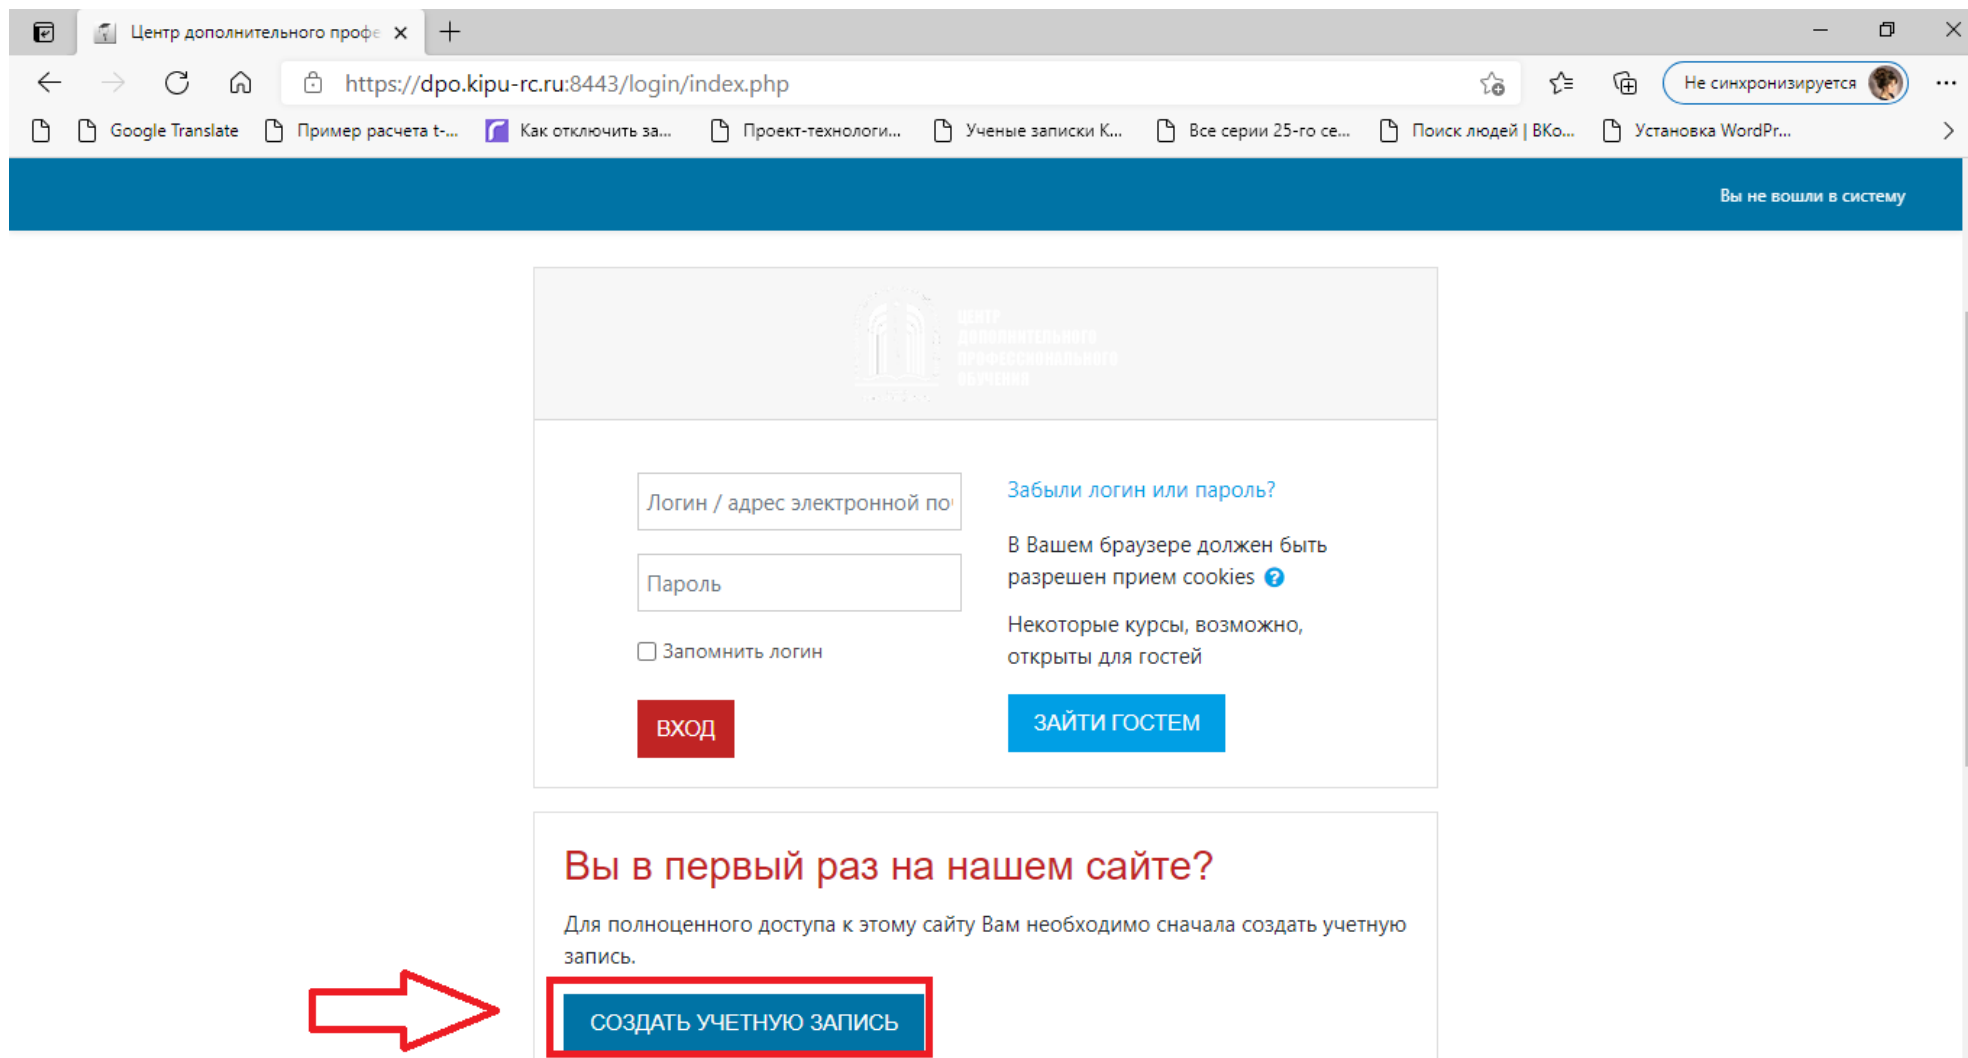 Центр дополнительного профе
https://dpo.kipu-rc.ru:8443/login/index.php
Не синхронизируется
Google Translate
Пример расчета t-...
Как отключить за...
Проект-технологи...
Ученые записки К...
Все серии 25-го се...
Поиск людей | ВКо...
Установка WordPr...
Вы не вошли в систему
ЦЕНТР
ДОПОЛНИТЕЛЬНОГО
ПРОФЕССИОНАЛЬНОГО
ОБУЧЕНИЯ
Логин / адрес электронной по
Пароль
Запомнить логин
ВХОД
Забыли логин или пароль?
В Вашем браузере должен быть
разрешен прием cookies
Некоторые курсы, возможно,
открыты для гостей
ЗАЙТИ ГОСТЕМ
Вы в первый раз на нашем сайте?
Для полноценного доступа к этому сайту Вам необходимо сначала создать учетную
запись.
СОЗДАТЬ УЧЕТНУЮ ЗАПИСЬ